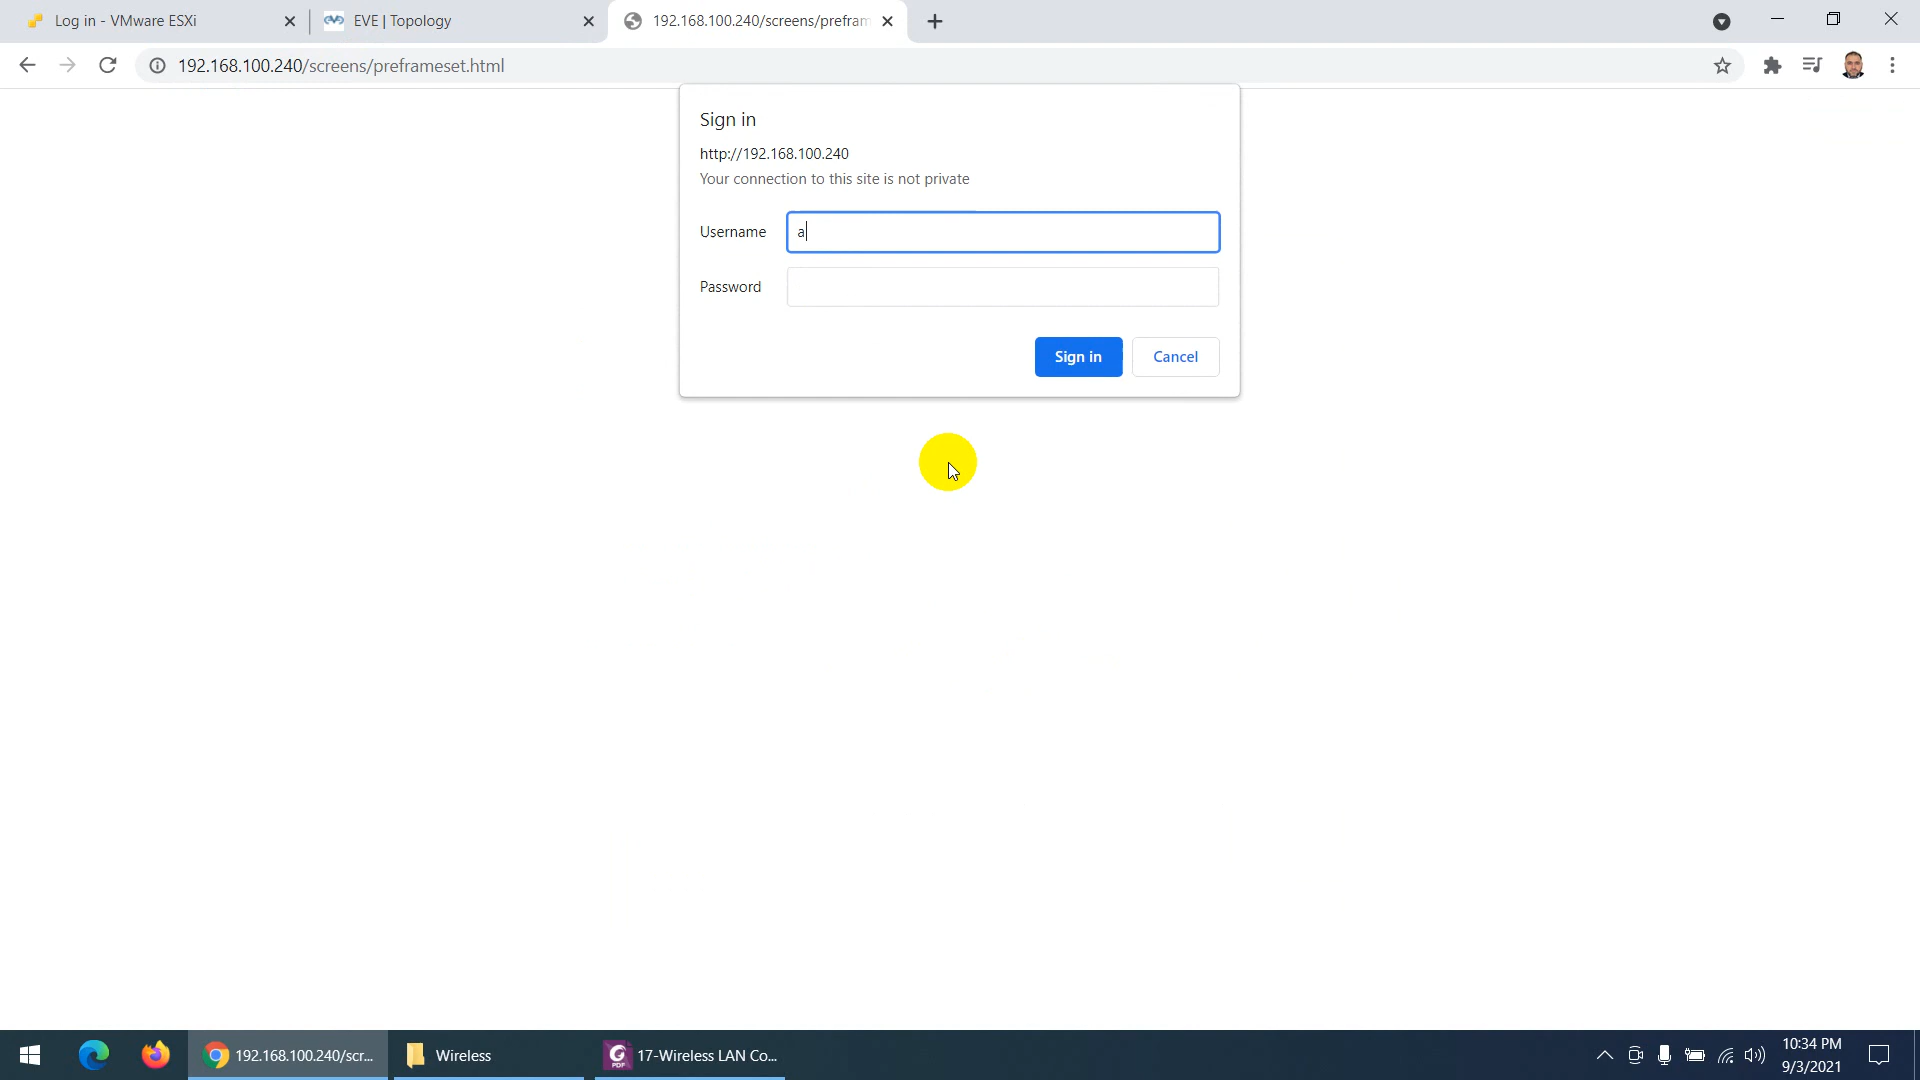 Log in - VMware ESXi
EVE | Topology
192.168.100.240/screens/prefram
192.168.100.240/screens/preframeset.html
Sign in
http://192.168.100.240
Your connection to this site is not private
Username
a
Password
Sign in
Cancel
192.168.100.240/scr...
Wireless
PDF
17-Wireless LAN Co...
10:34 PM
9/3/2021